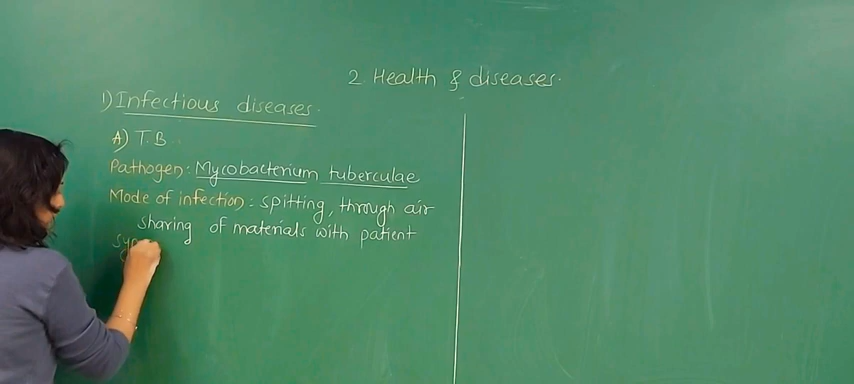 2. Health & diseases.
1) Infectious diseases.
A) T.B.
Pathogen: Mycobacterium tuberculae
Mode of infection: spitting, through air
sharing of materials with patient